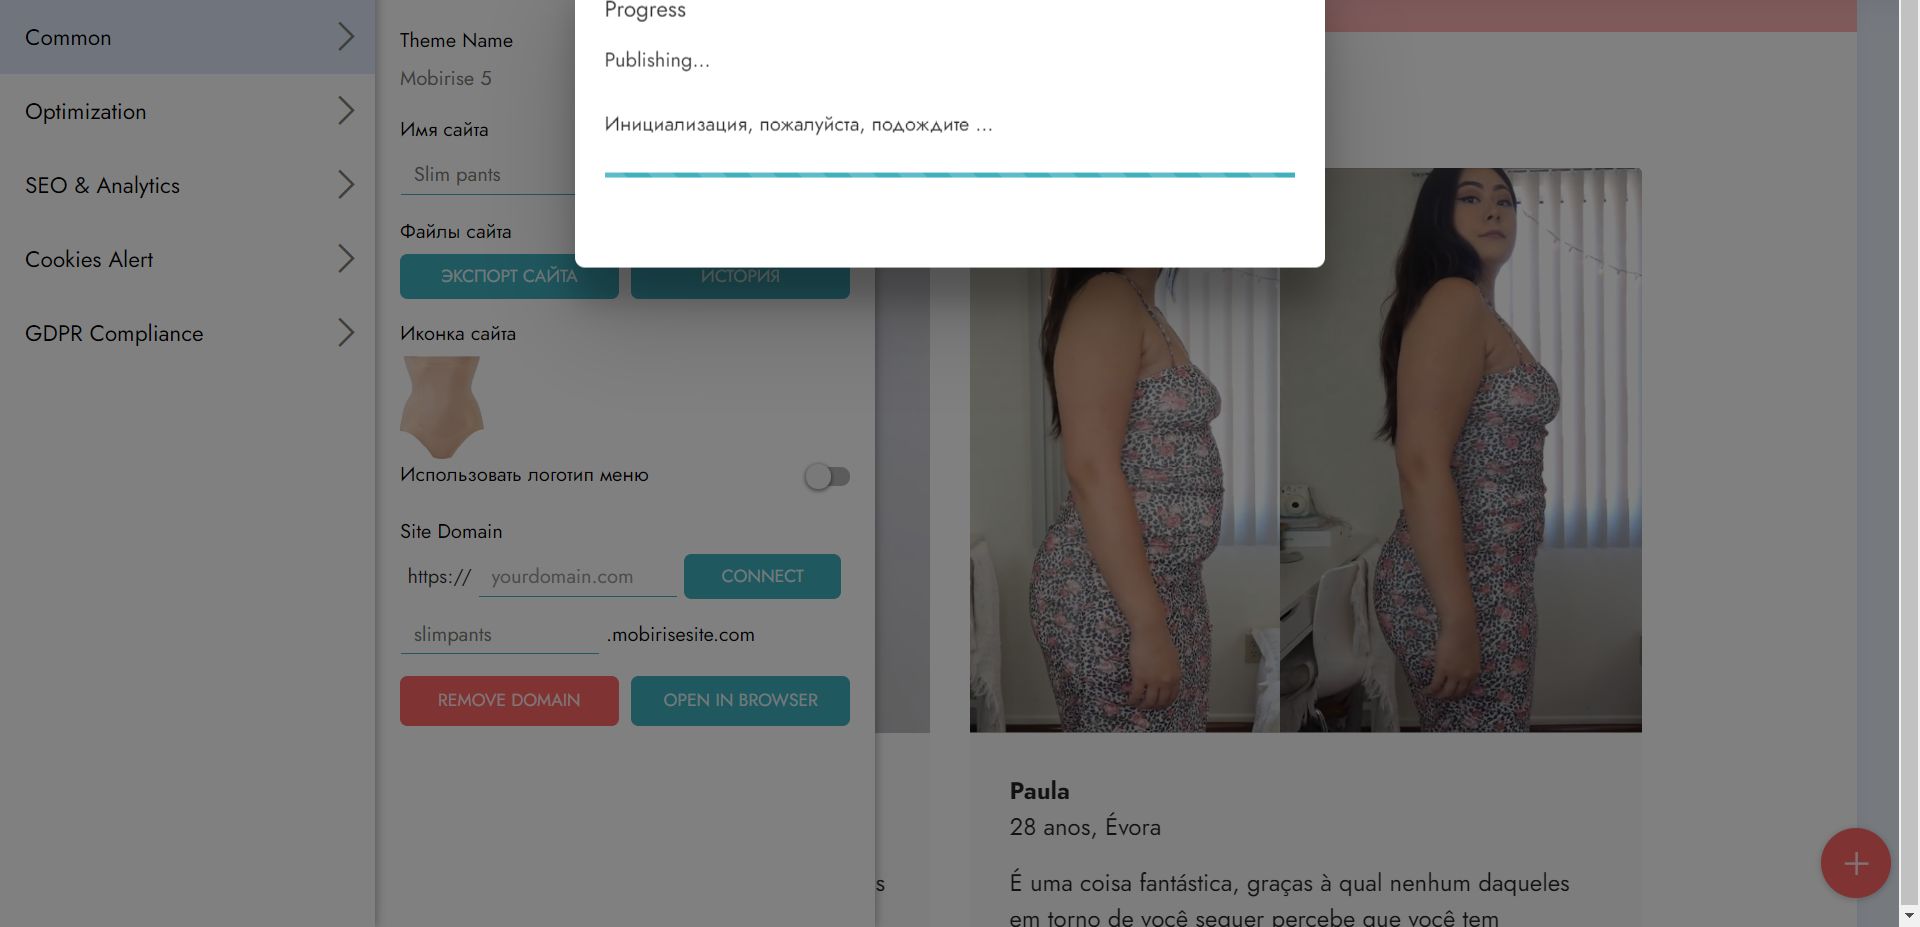 Common
Optimization
SEO & Analytics
Cookies Alert
GDPR Compliance
Theme Name
Mobirise 5
Имя сайта
Slim pants
Файлы сайта
ЭКСПОРТ САЙТА
ИСТОРИЯ
Иконка сайта
Использовать логотип меню
Site Domain
https://
yourdomain.com
CONNECT
slimpants
.mobirisesite.com
REMOVE DOMAIN
OPEN IN BROWSER
Progress
Publishing...
Инициализация, пожалуйста, подождите ...
s
Paula
28 anos, Évora
É uma coisa fantástica, graças à qual nenhum daqueles
em torno de você sequer percebe que você tem